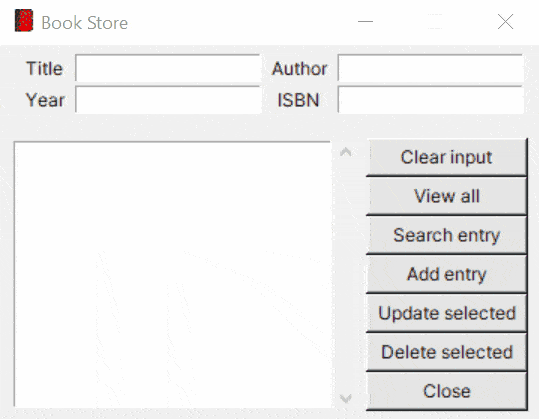 Book Store
Title Author
Year ISBN
Clear input
View all
Search entry
Add entry
Update selected
Delete selected
Close